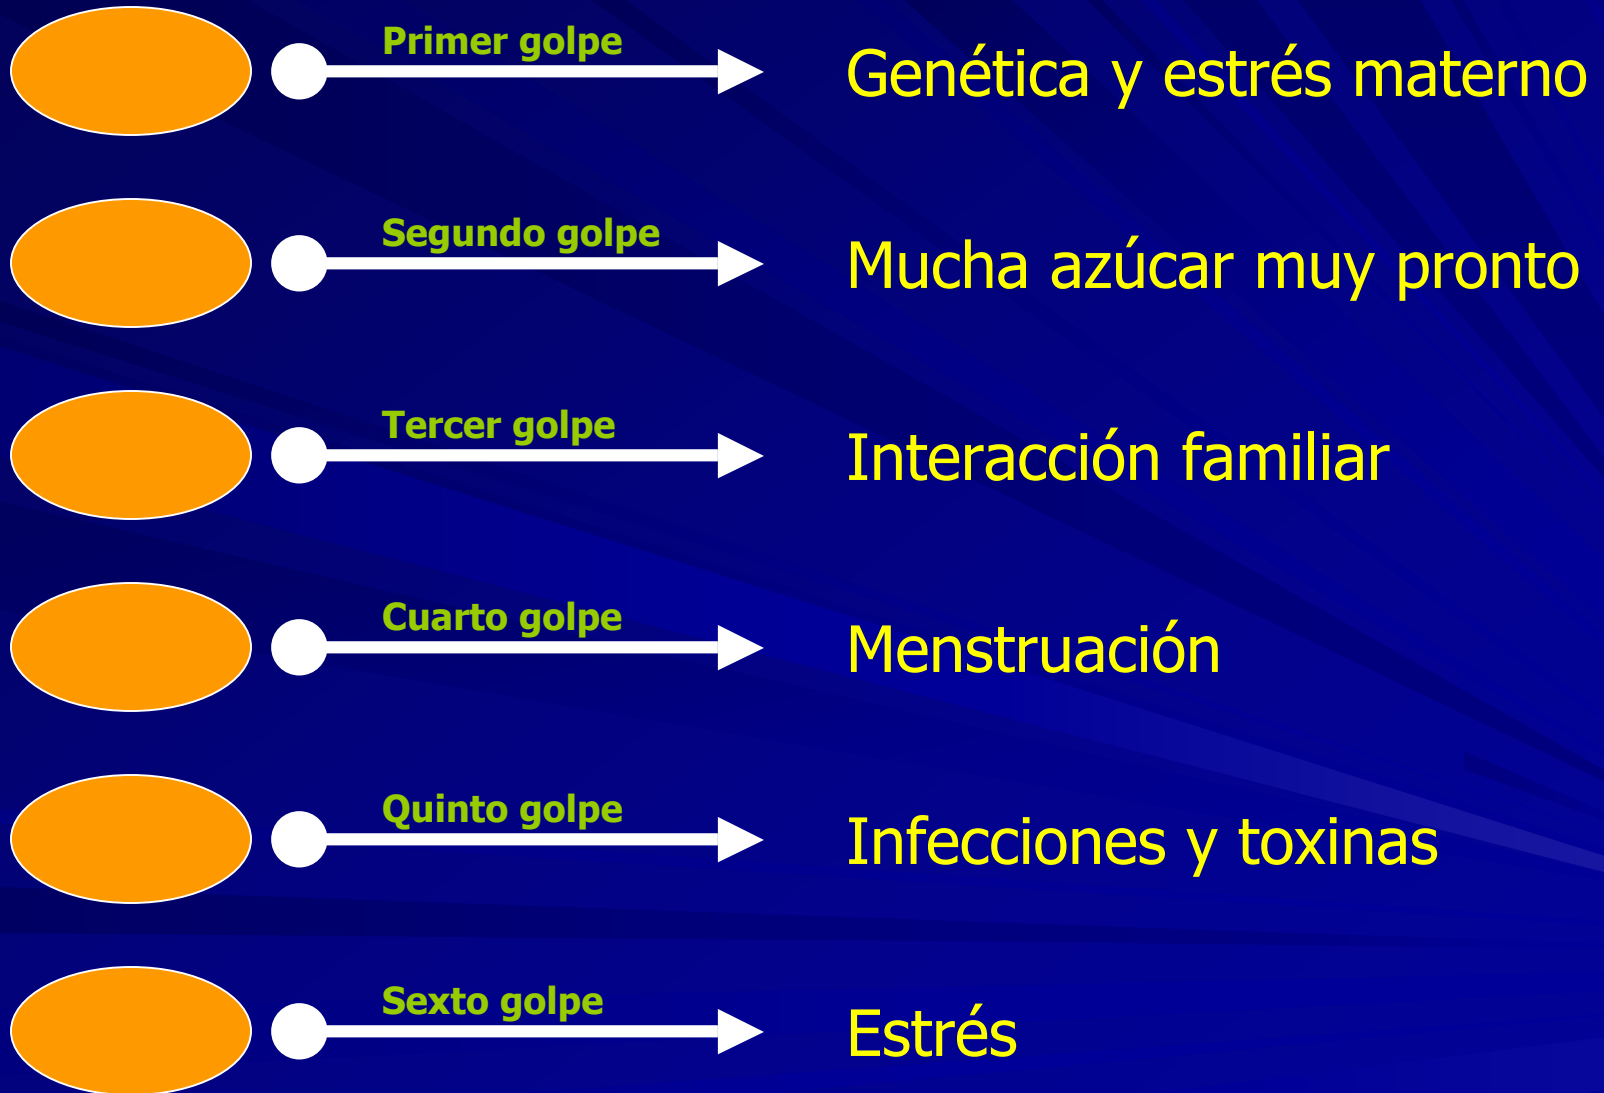 Primer golpe
Genética y estrés materno
Segundo golpe
Mucha azúcar muy pronto
Tercer golpe
Interacción familiar
Cuarto golpe
Menstruación
Quinto golpe
Infecciones y toxinas
Sexto golpe
Estrés